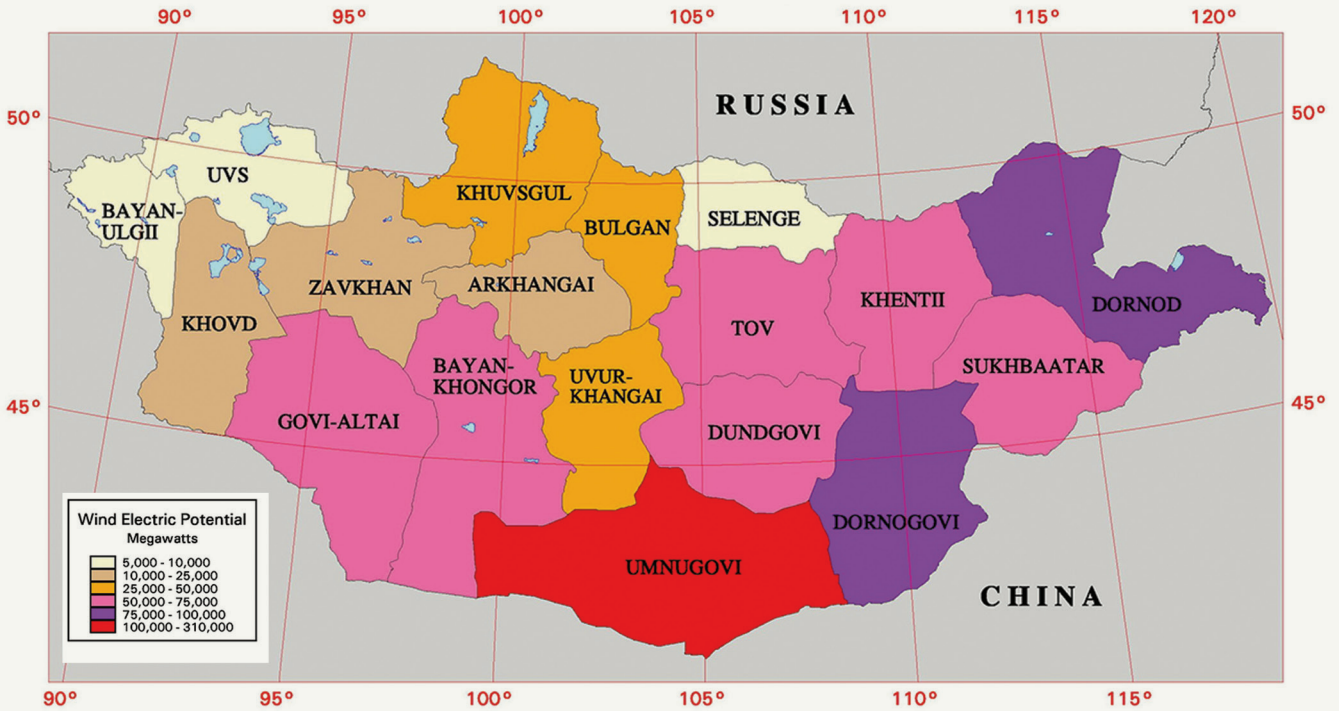 90° 95° 100° 105° 110° 115° 120°
RUSSIA
50° 50°
UVS
KHUVSGUL
BAYAN-
ULGII
BULGAN
SELENGE
ZAVKHAN
ARKHANGAI
KHENTII
DORNOD
KHOVD
TOV
BAYAN-
KHONGOR
UVUR-
KHANGAI
SUKHBAATAR
45° 45°
GOVI-ALTAI
DUNDGOVI
DORNOGOVI
UMNUGOVI
CHINA
Wind Electric Potential
Megawatts
5,000 - 10,000
10,000 - 25,000
25,000 - 50,000
50,000 - 75,000
75,000 - 100,000
100,000 - 310,000
90° 95° 100° 105° 110° 115°